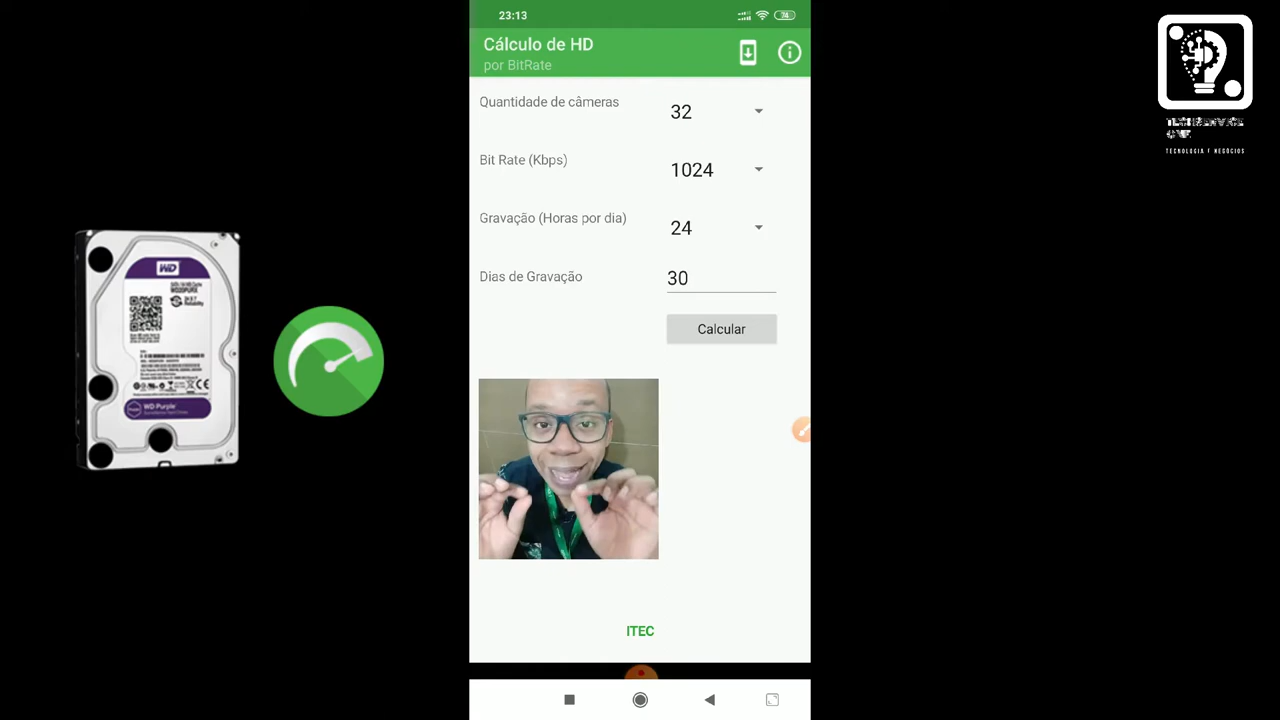 23:13
74
Cálculo de HD
por BitRate
Quantidade de câmeras
32
Bit Rate (Kbps)
1024
Gravação (Horas por dia)
24
Dias de Gravação
30
Calcular
ITEC
WD
WD Purple
TECNOLOGIA E NEGÓCIOS